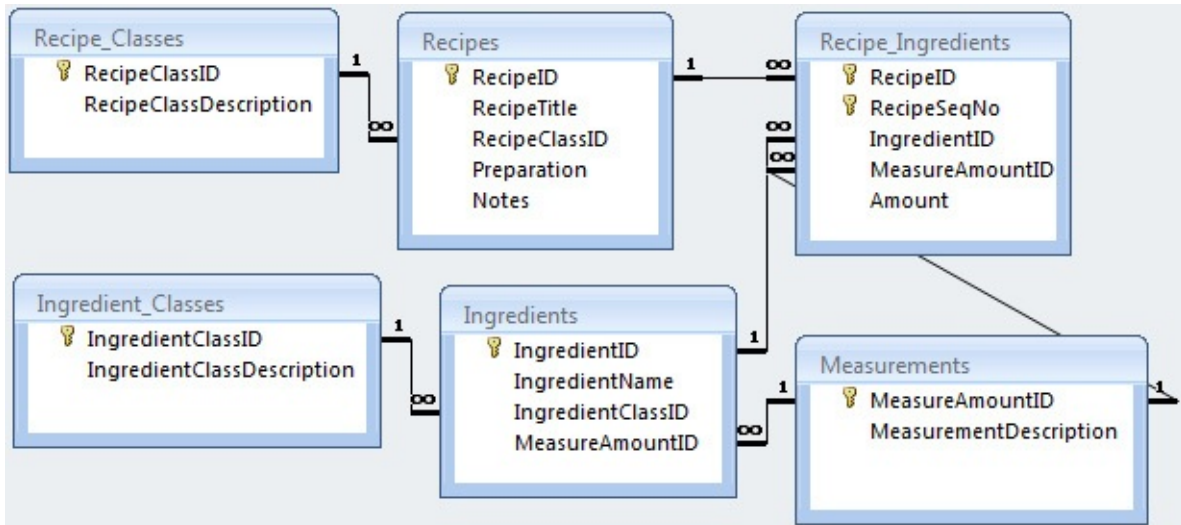 Recipe_Classes
RecipeClassID
RecipeClassDescription
1
∞
Recipes
RecipeID
RecipeTitle
RecipeClassID
Preparation
Notes
1
∞
∞
∞
Recipe_Ingredients
RecipeID
RecipeSeqNo
IngredientID
MeasureAmountID
Amount
Ingredient_Classes
IngredientClassID
IngredientClassDescription
1
∞
Ingredients
IngredientID
IngredientName
IngredientClassID
MeasureAmountID
1
1
∞
Measurements
MeasureAmountID
MeasurementDescription
1